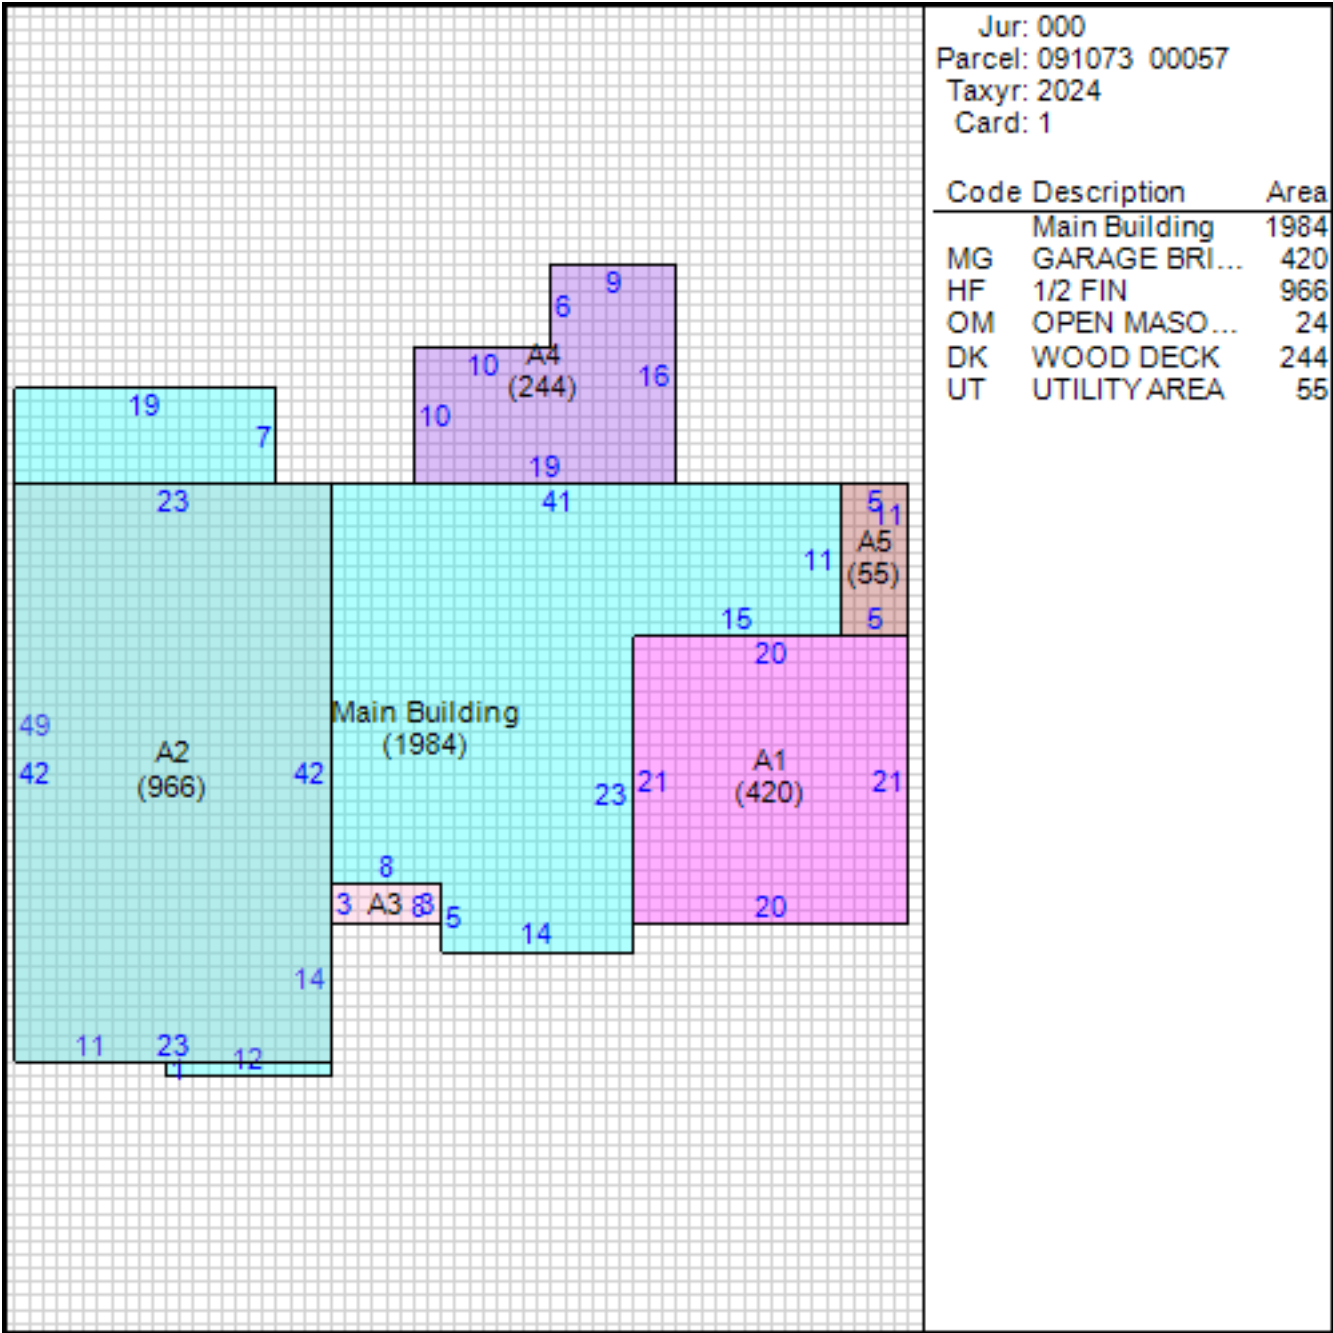 Jur: 000
Parcel: 091073 00057
Taxyr: 2024
Card: 1
Code Description Area
Main Building 1984
MG GARAGE BRI... 420
HF 1/2 FIN 966
OM OPEN MASO... 24
DK WOOD DECK 244
UT UTILITY AREA 55
9
6
10 A4 16
(244)
10
19
19
7
23
41
5
11
A5
(55)
11
5
15
20
Main Building
(1984)
49
A2
(966)
42
42
23
21
A1
(420)
21
20
8
3 A3 8 3
5
14
14
11
23
12
1